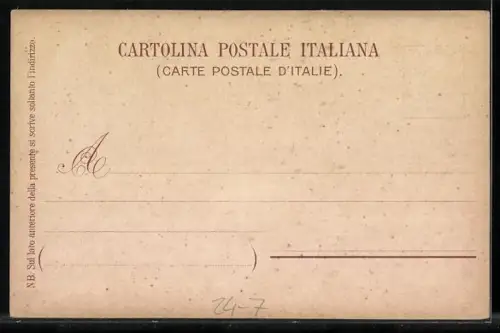 CARTOLINA POSTALE ITALIANA
(CARTE POSTALE D'ITALIE).
N.B. Sul lato anteriore della presente si scrive soltanto l'indirizzo.
A
( )
24-7